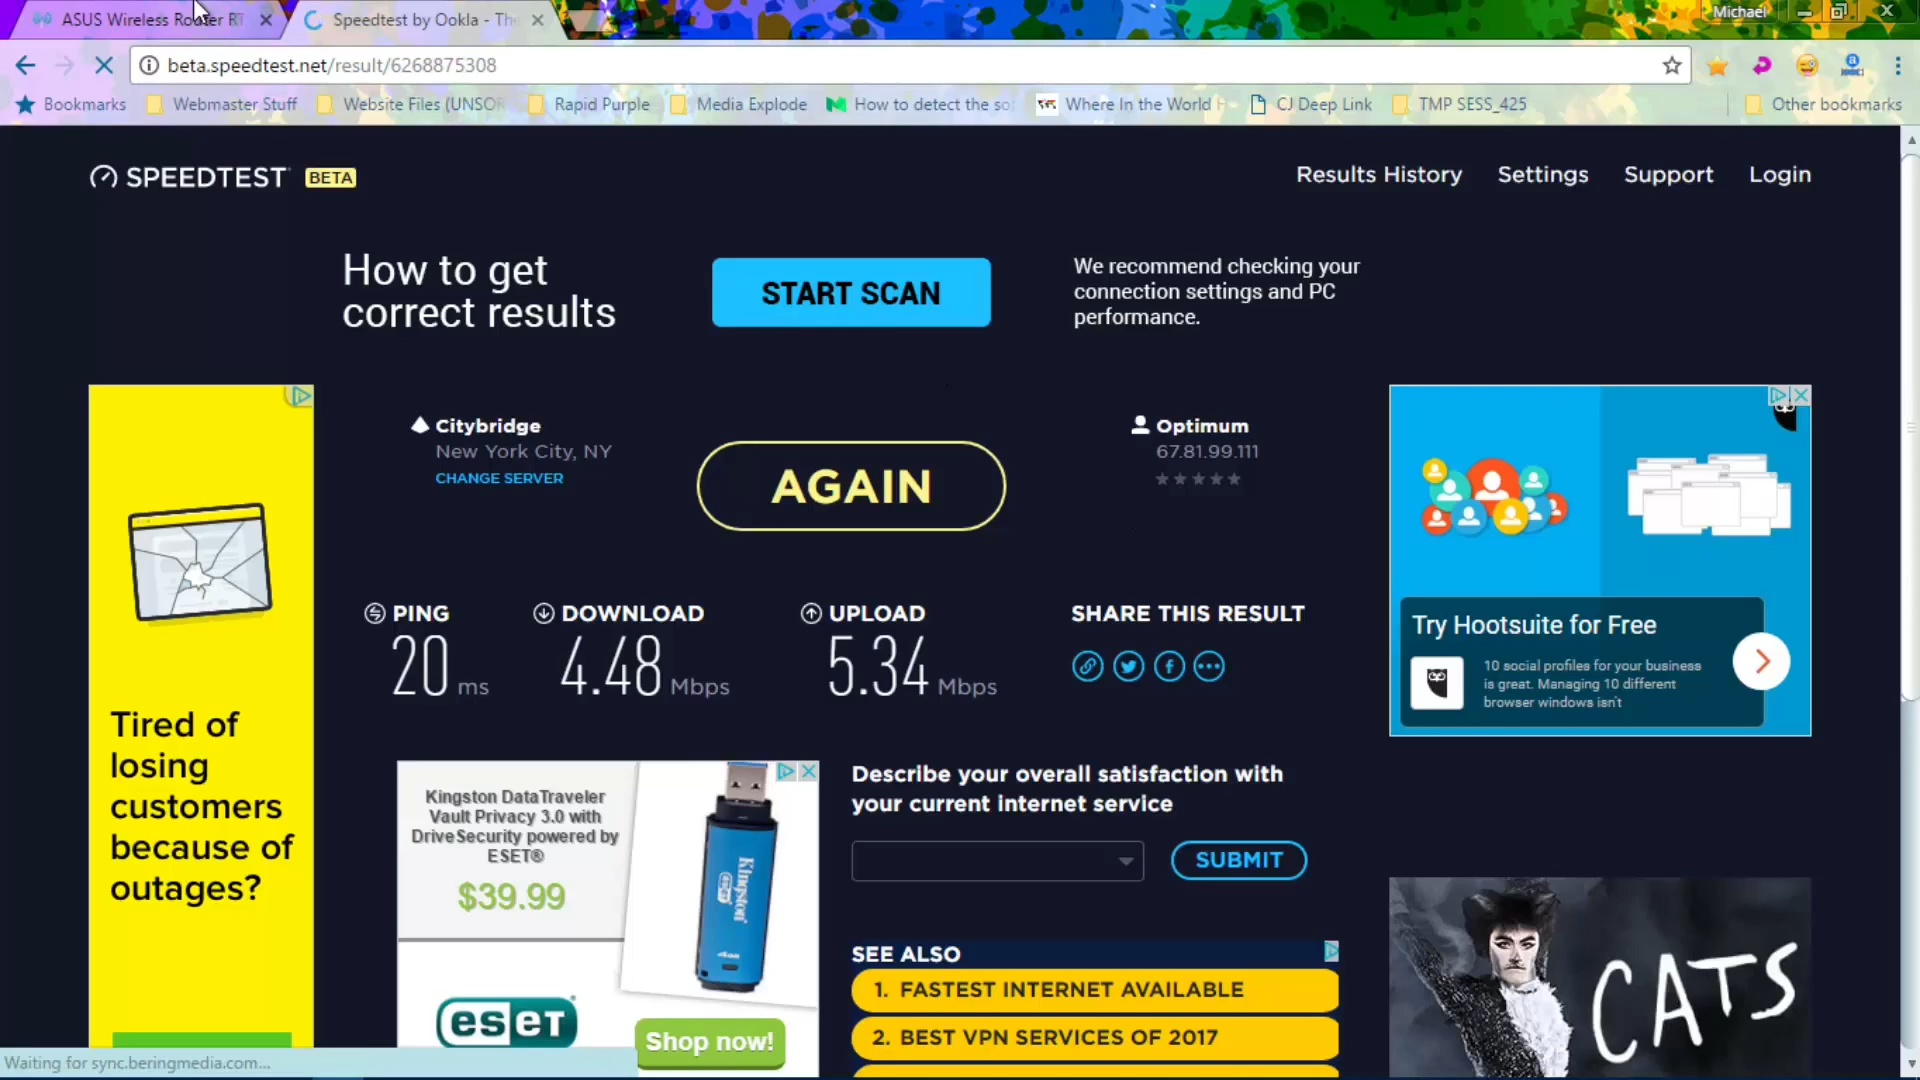 ASUS Wireless Router RT
Speedtest by Ookla - The
Michael
beta.speedtest.net/result/6268875308
Bookmarks
Webmaster Stuff
Website Files (UNSOR
Rapid Purple
Media Explode
How to detect the so
Where In the World
CJ Deep Link
TMP SESS_425
Other bookmarks
SPEEDTEST BETA
Results History
Settings
Support
Login
How to get
correct results
START SCAN
We recommend checking your
connection settings and PC
performance.
Citybridge
New York City, NY
CHANGE SERVER
AGAIN
Optimum
67.81.99.111
PING
20 ms
DOWNLOAD
4.48 Mbps
UPLOAD
5.34 Mbps
SHARE THIS RESULT
Try Hootsuite for Free
10 social profiles for your business
is great. Managing 10 different
browser windows isn't
Tired of
losing
customers
because of
outages?
Kingston DataTraveler
Vault Privacy 3.0 with
DriveSecurity powered by
ESET®
$39.99
Kingston
eset
Shop now!
Describe your overall satisfaction with
your current internet service
SUBMIT
SEE ALSO
1. FASTEST INTERNET AVAILABLE
2. BEST VPN SERVICES OF 2017
CATS
Waiting for sync.beringmedia.com...